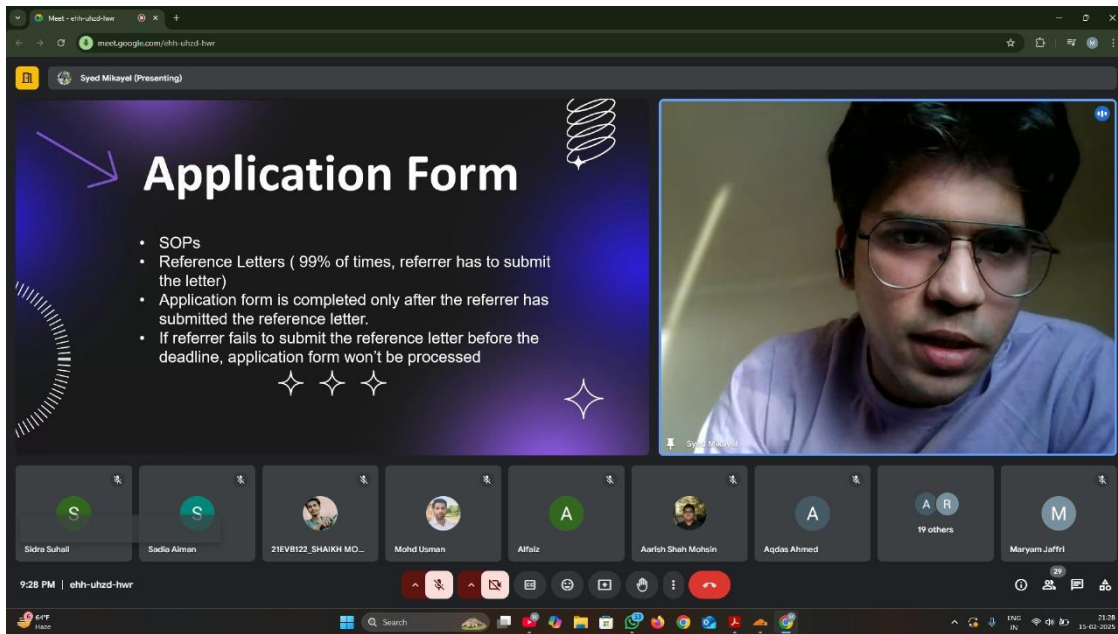 Meet - ehh-uhzd-hwr
meet.google.com/ehh-uhzd-hwr
M
Syed Mikayel (Presenting)
Application Form
• SOPs
• Reference Letters ( 99% of times, referrer has to submit
the letter)
• Application form is completed only after the referrer has
submitted the reference letter.
• If referrer fails to submit the reference letter before the
deadline, application form won't be processed
Syed Mikayel
S
S
A
A
A R
M
19 others
Sidra Suhail
Sadia Aiman
21EVB122_SHAIKH MO...
Mohd Usman
Alfaiz
Aarish Shah Mohsin
Aqdas Ahmed
Maryam Jaffri
9:28 PM | ehh-uhzd-hwr
29
64°F
Haze
Search
ENG
IN
21:28
15-02-2025